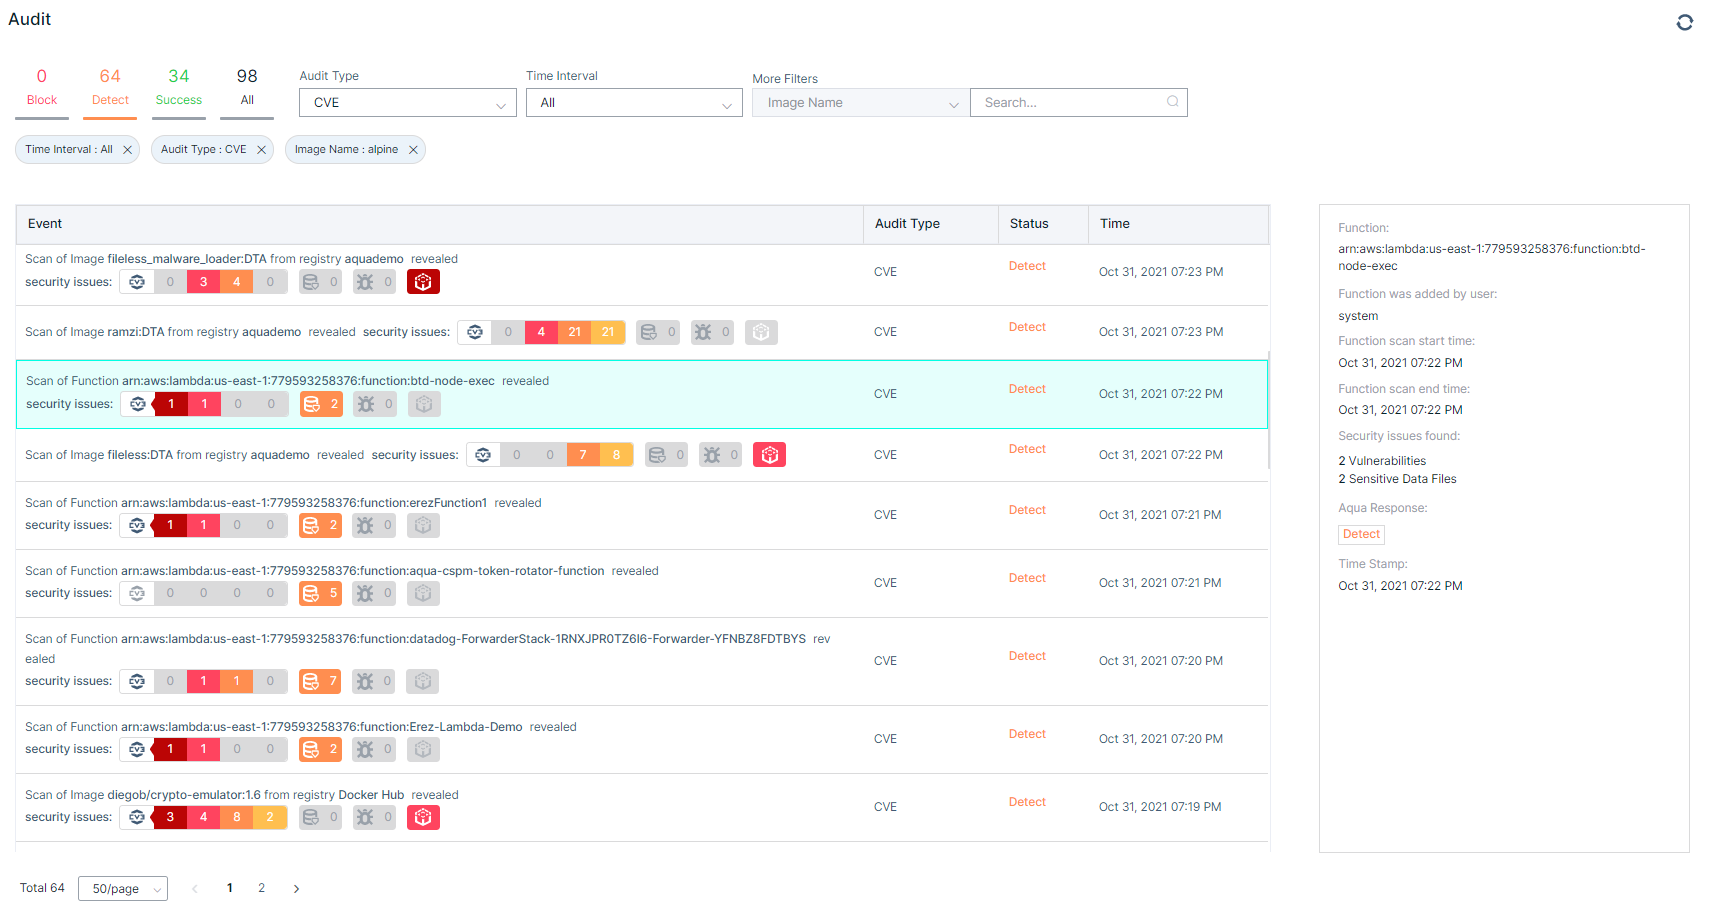 Audit
0 64 34 98
Block Detect Success All
Audit Type Time Interval More Filters
CVE All Image Name Search...
Time Interval : All Audit Type : CVE Image Name : alpine
Event Audit Type Status Time
Scan of Image fileless_malware_loader:DTA from registry aquademo revealed
security issues: 0 3 4 0 0 0
CVE Detect Oct 31, 2021 07:23 PM
Scan of Image ramzi:DTA from registry aquademo revealed security issues: 0 4 21 21 0 0
CVE Detect Oct 31, 2021 07:23 PM
Scan of Function arn:aws:lambda:us-east-1:779593258376:function:btd-node-exec revealed
security issues: 1 1 0 0 2 0
CVE Detect Oct 31, 2021 07:22 PM
Scan of Image fileless:DTA from registry aquademo revealed security issues: 0 0 7 8 0 0
CVE Detect Oct 31, 2021 07:22 PM
Scan of Function arn:aws:lambda:us-east-1:779593258376:function:erezFunction1 revealed
security issues: 1 1 0 0 2 0
CVE Detect Oct 31, 2021 07:21 PM
Scan of Function arn:aws:lambda:us-east-1:779593258376:function:aqua-cspm-token-rotator-function revealed
security issues: 0 0 0 0 5 0
CVE Detect Oct 31, 2021 07:21 PM
Scan of Function arn:aws:lambda:us-east-1:779593258376:function:datadog-ForwarderStack-1RNXJPR0TZ6I6-Forwarder-YFNBZ8FDTBYS rev
ealed
security issues: 0 1 1 0 7 0
CVE Detect Oct 31, 2021 07:20 PM
Scan of Function arn:aws:lambda:us-east-1:779593258376:function:Erez-Lambda-Demo revealed
security issues: 1 1 0 0 2 0
CVE Detect Oct 31, 2021 07:20 PM
Scan of Image diegob/crypto-emulator:1.6 from registry Docker Hub revealed
security issues: 3 4 8 2 0 0
CVE Detect Oct 31, 2021 07:19 PM
Function:
arn:aws:lambda:us-east-1:779593258376:function:btd-
node-exec
Function was added by user:
system
Function scan start time:
Oct 31, 2021 07:22 PM
Function scan end time:
Oct 31, 2021 07:22 PM
Security issues found:
2 Vulnerabilities
2 Sensitive Data Files
Aqua Response:
Detect
Time Stamp:
Oct 31, 2021 07:22 PM
Total 64 50/page 1 2